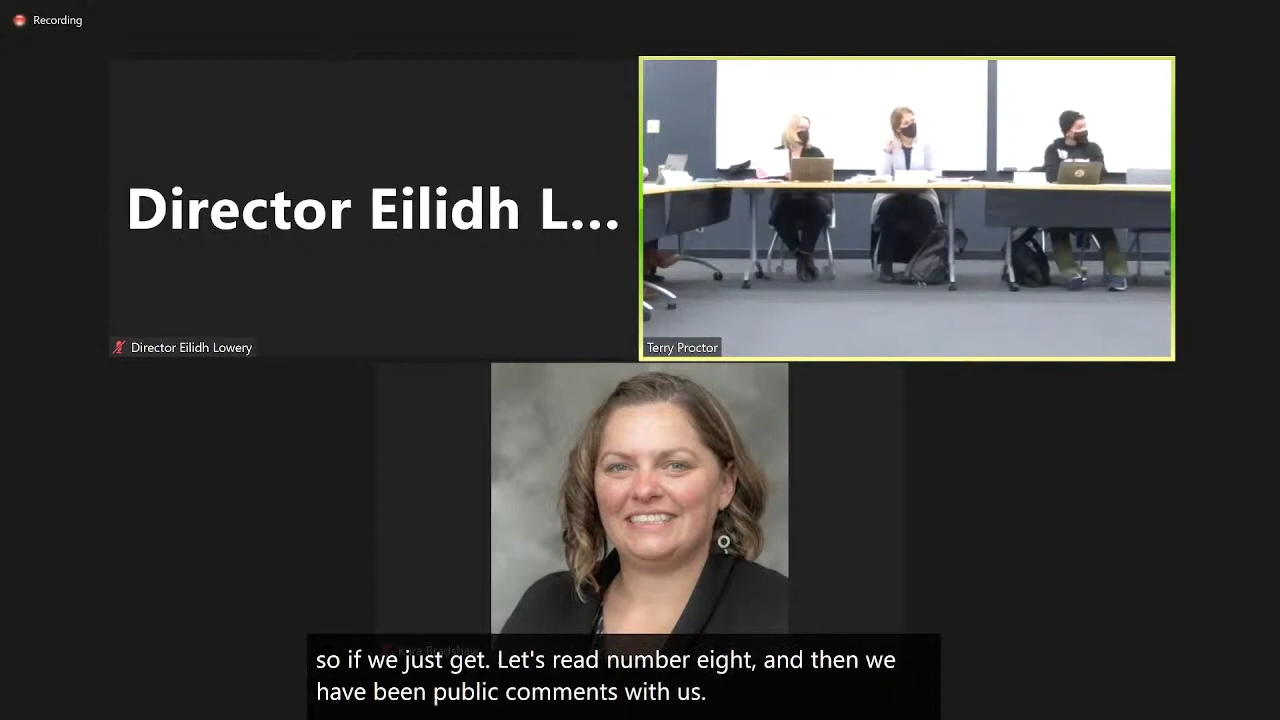 Recording
Director Eilidh L...
Director Eilidh Lowery
Terry Proctor
so if we just get. Let's read number eight, and then we
have been public comments with us.